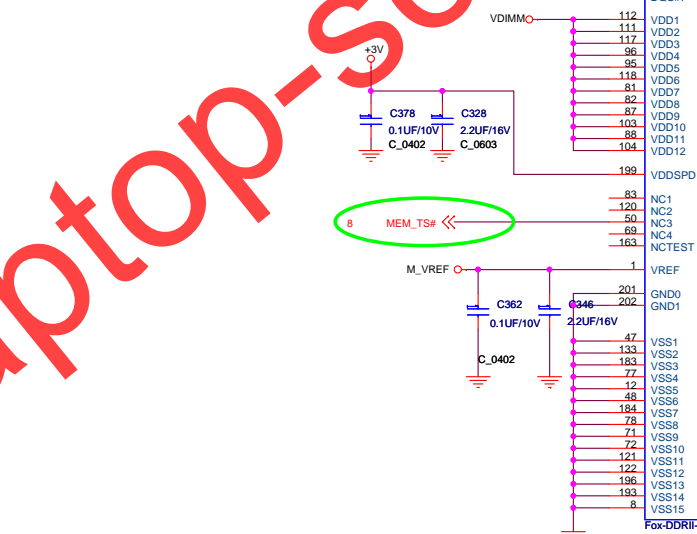 VDIMM
112 VDD1
111 VDD2
117 VDD3
96 VDD4
95 VDD5
118 VDD6
81 VDD7
82 VDD8
87 VDD9
103 VDD10
88 VDD11
104 VDD12
+3V
C378
0.1UF/10V
C_0402
C328
2.2UF/16V
C_0603
199 VDDSPD
83 NC1
120 NC2
8 MEM_TS#
50 NC3
69 NC4
163 NCTEST
M_VREF
1 VREF
201 GND0
202 GND1
C362
0.1UF/10V
C_0402
C346
2.2UF/16V
47 VSS1
133 VSS2
183 VSS3
77 VSS4
12 VSS5
48 VSS6
184 VSS7
78 VSS8
71 VSS9
72 VSS10
121 VSS11
122 VSS12
196 VSS13
193 VSS14
8 VSS15
Fox-DDRII-
aptop-s